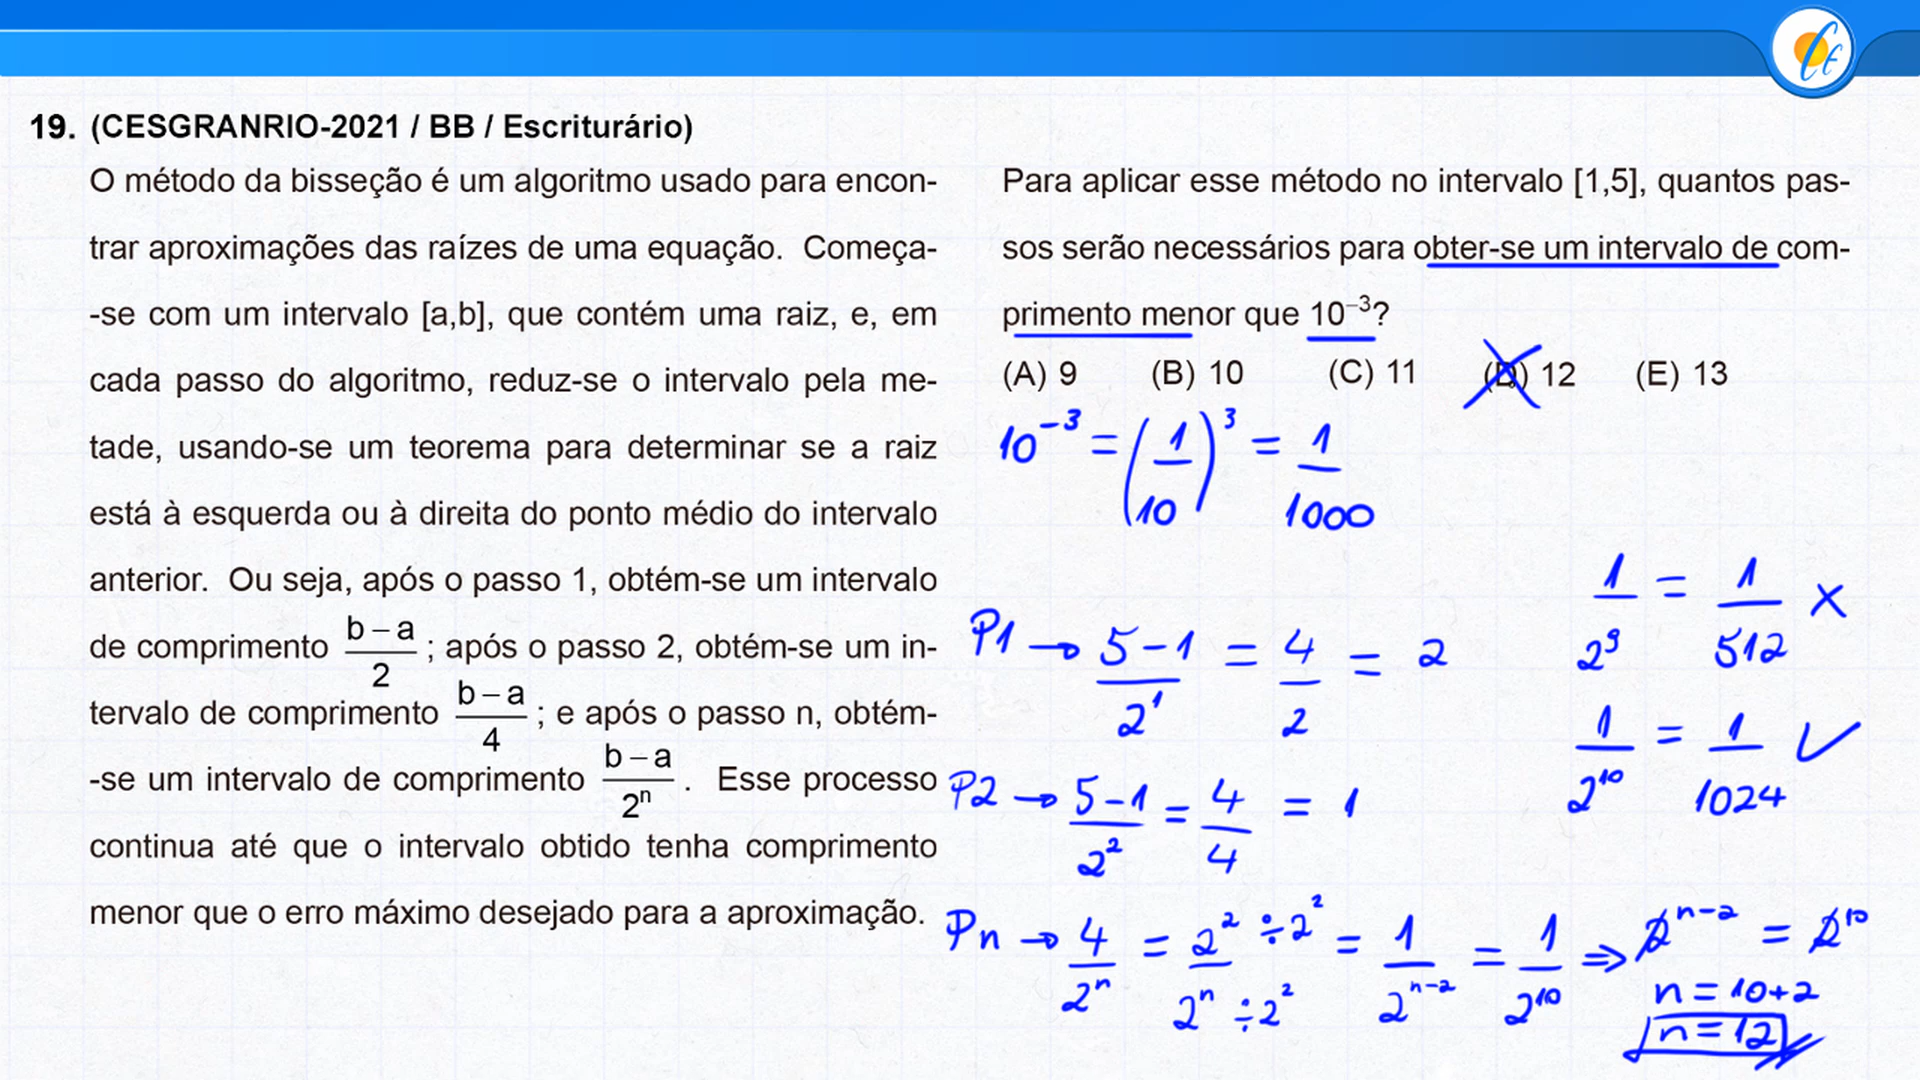 19. (CESGRANRIO-2021 / BB / Escriturário)
O método da bisseção é um algoritmo usado para encon-
trar aproximações das raízes de uma equação. Começa-
-se com um intervalo [a,b], que contém uma raiz, e, em
cada passo do algoritmo, reduz-se o intervalo pela me-
tade, usando-se um teorema para determinar se a raiz
está à esquerda ou à direita do ponto médio do intervalo
anterior. Ou seja, após o passo 1, obtém-se um intervalo
de comprimento (b – a)/2 ; após o passo 2, obtém-se um in-
tervalo de comprimento (b – a)/4 ; e após o passo n, obtém-
-se um intervalo de comprimento (b – a)/2ⁿ . Esse processo
continua até que o intervalo obtido tenha comprimento
menor que o erro máximo desejado para a aproximação.
Para aplicar esse método no intervalo [1,5], quantos pas-
sos serão necessários para obter-se um intervalo de com-
primento menor que 10⁻³?
(A) 9 (B) 10 (C) 11 (D) 12 (E) 13
10⁻³ = (1/10)³ = 1/1000
P1 → (5-1)/2¹ = 4/2 = 2
P2 → (5-1)/2² = 4/4 = 1
Pn → 4/2ⁿ = (2² ÷2²)/(2ⁿ ÷2²) = 1/2ⁿ⁻² = 1/2¹⁰ ⇒ 2ⁿ⁻² = 2¹⁰
n = 10+2
n = 12
1/2⁹ = 1/512 ×
1/2¹⁰ = 1/1024 ✓
CE